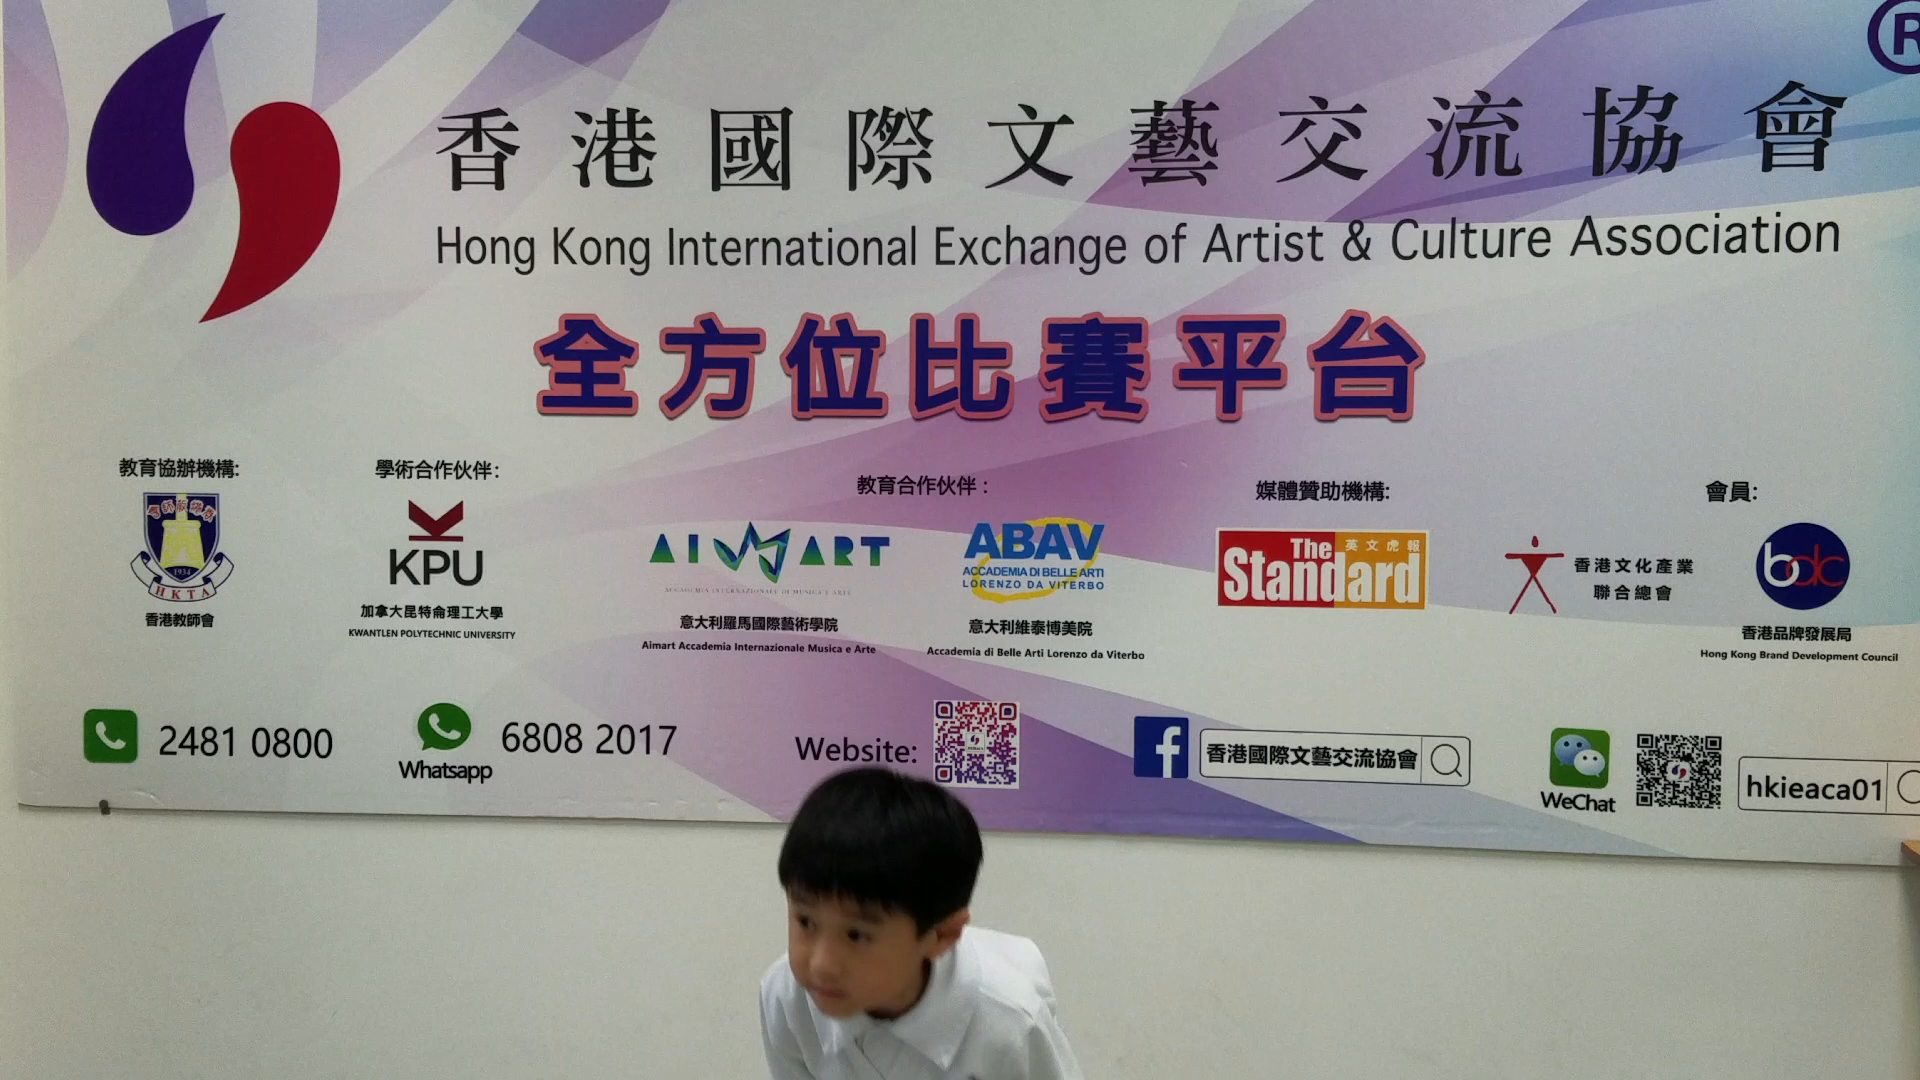 ®
香港國際文藝交流協會
Hong Kong International Exchange of Artist & Culture Association
全方位比賽平台
教育協辦機構:
1934
HKTA
香港教師會
學術合作伙伴:
KPU
加拿大昆特侖理工大學
KWANTLEN POLYTECHNIC UNIVERSITY
教育合作伙伴:
AIMART
ACCADEMIA INTERNAZIONALE DI MUSICA E ARTE
意大利羅馬國際藝術學院
Aimart Accademia Internazionale Musica e Arte
ABAV
ACCADEMIA DI BELLE ARTI
LORENZO DA VITERBO
意大利維泰博美院
Accademia di Belle Arti Lorenzo da Viterbo
媒體贊助機構:
The 英文虎報
Standard
會員:
香港文化產業
聯合總會
bdc
香港品牌發展局
Hong Kong Brand Development Council
2481 0800
Whatsapp
6808 2017
Website:
香港國際文藝交流協會
WeChat
hkieaca01